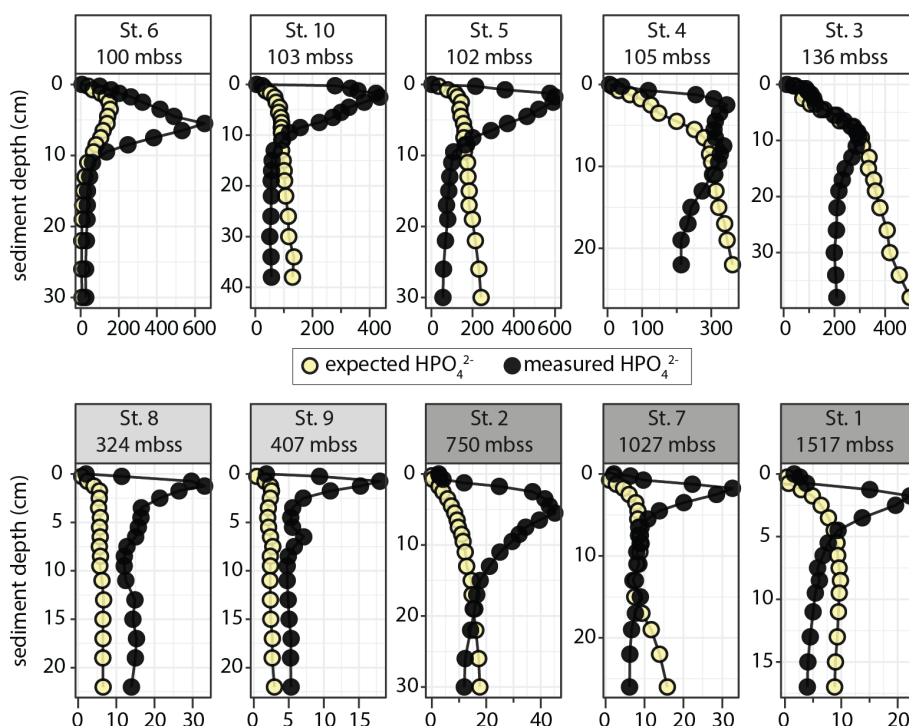 St. 6 St. 10 St. 5 St. 4 St. 3
100 mbss 103 mbss 102 mbss 105 mbss 136 mbss
sediment depth (cm)
0 0 0 0 0
10 10 10 10 10
20 20 20 20 20
30 30 30 30
40
0 200 400 600 0 200 400 0 200 400 600 0 100 300 0 200 400
expected HPO₄²⁻ measured HPO₄²⁻
St. 8 St. 9 St. 2 St. 7 St. 1
324 mbss 407 mbss 750 mbss 1027 mbss 1517 mbss
sediment depth (cm)
0 0 0 0 0
5 5 10 10 5
10 10 20 20 10
15 15 30 15
20 20
0 10 20 30 0 5 10 15 0 20 40 0 10 20 30 0 10 20